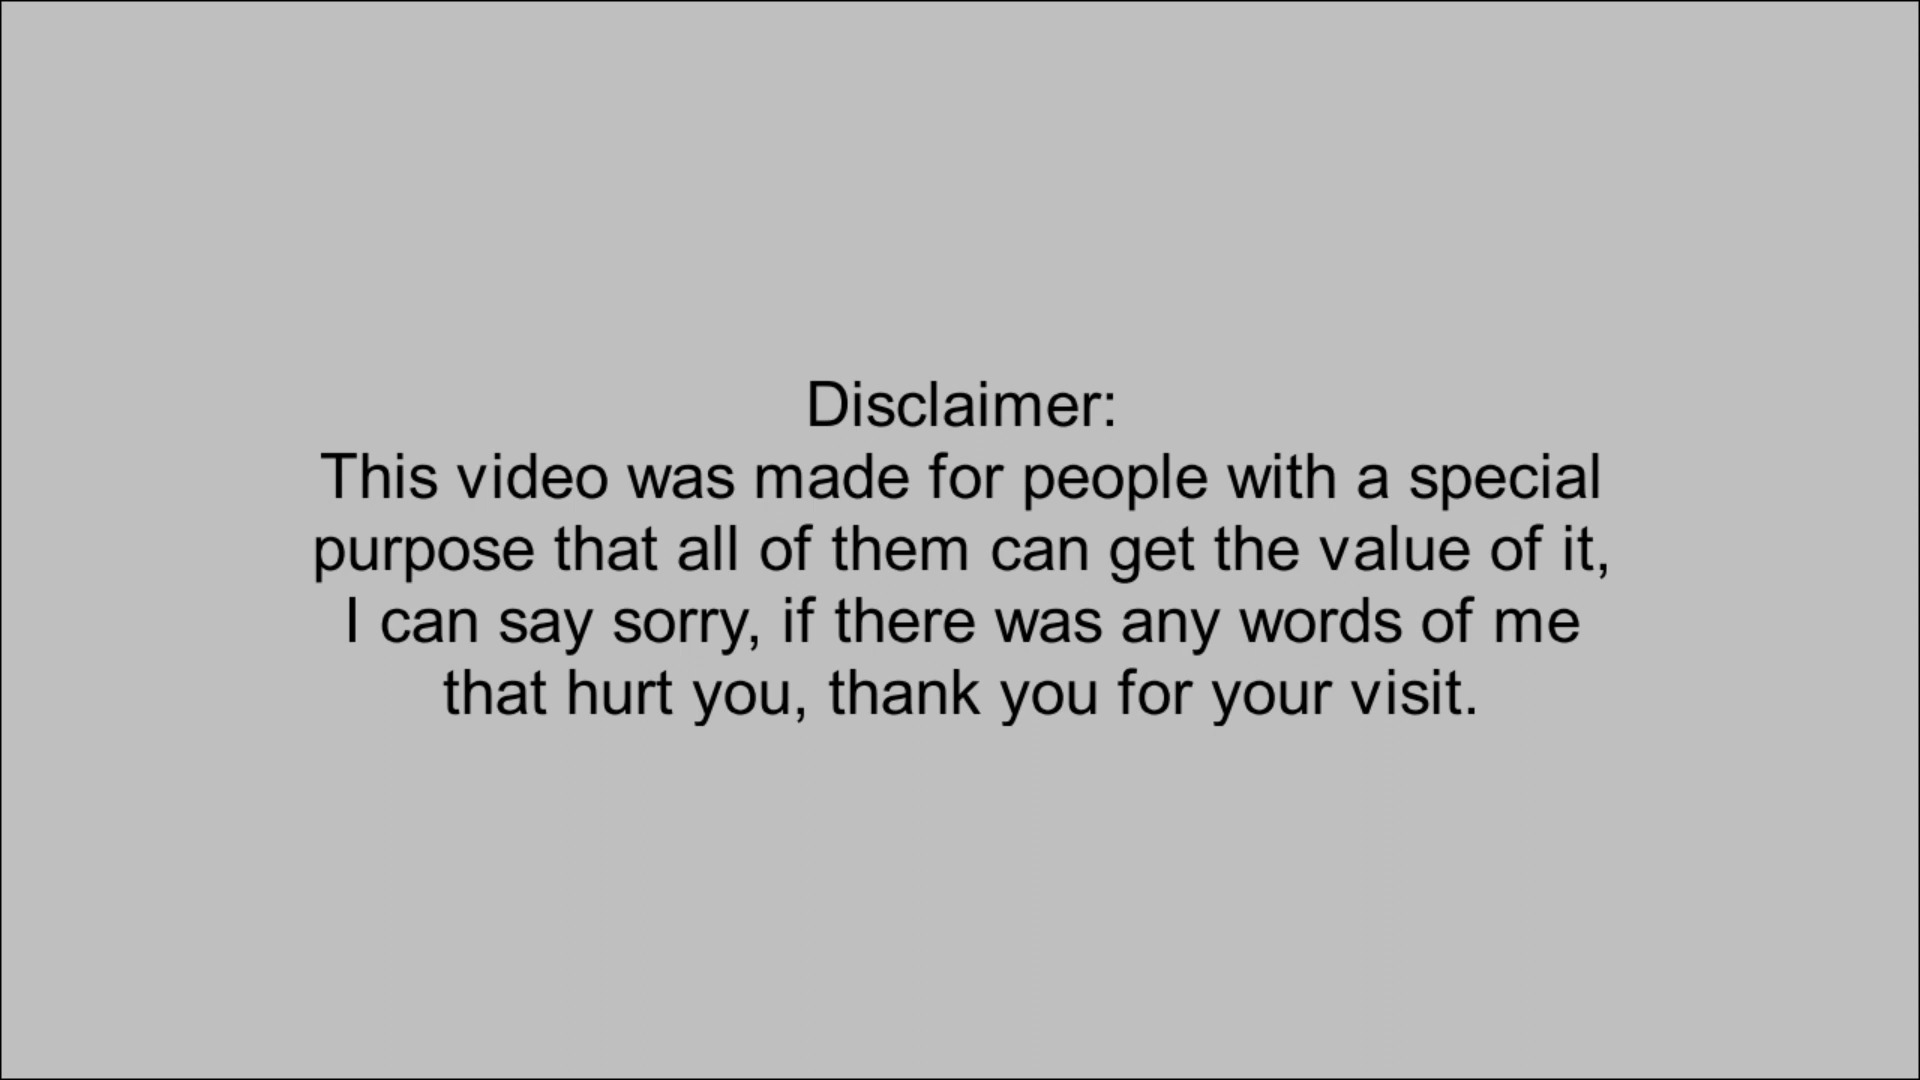 Disclaimer:
This video was made for people with a special
purpose that all of them can get the value of it,
I can say sorry, if there was any words of me
that hurt you, thank you for your visit.